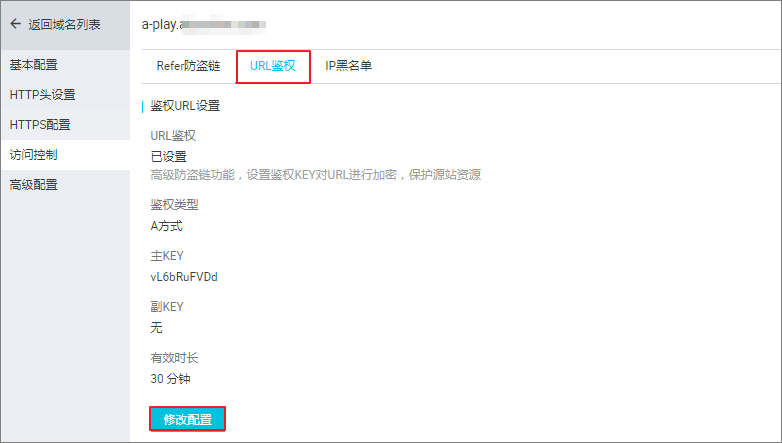 返回域名列表
基本配置
HTTP头设置
HTTPS配置
访问控制
高级配置
a-play.
Refer防盗链
URL鉴权
IP黑名单
鉴权URL设置
URL鉴权
已设置
高级防盗链功能，设置鉴权KEY对URL进行加密，保护源站资源
鉴权类型
A方式
主KEY
vL6bRuFVDd
副KEY
无
有效时长
30 分钟
修改配置